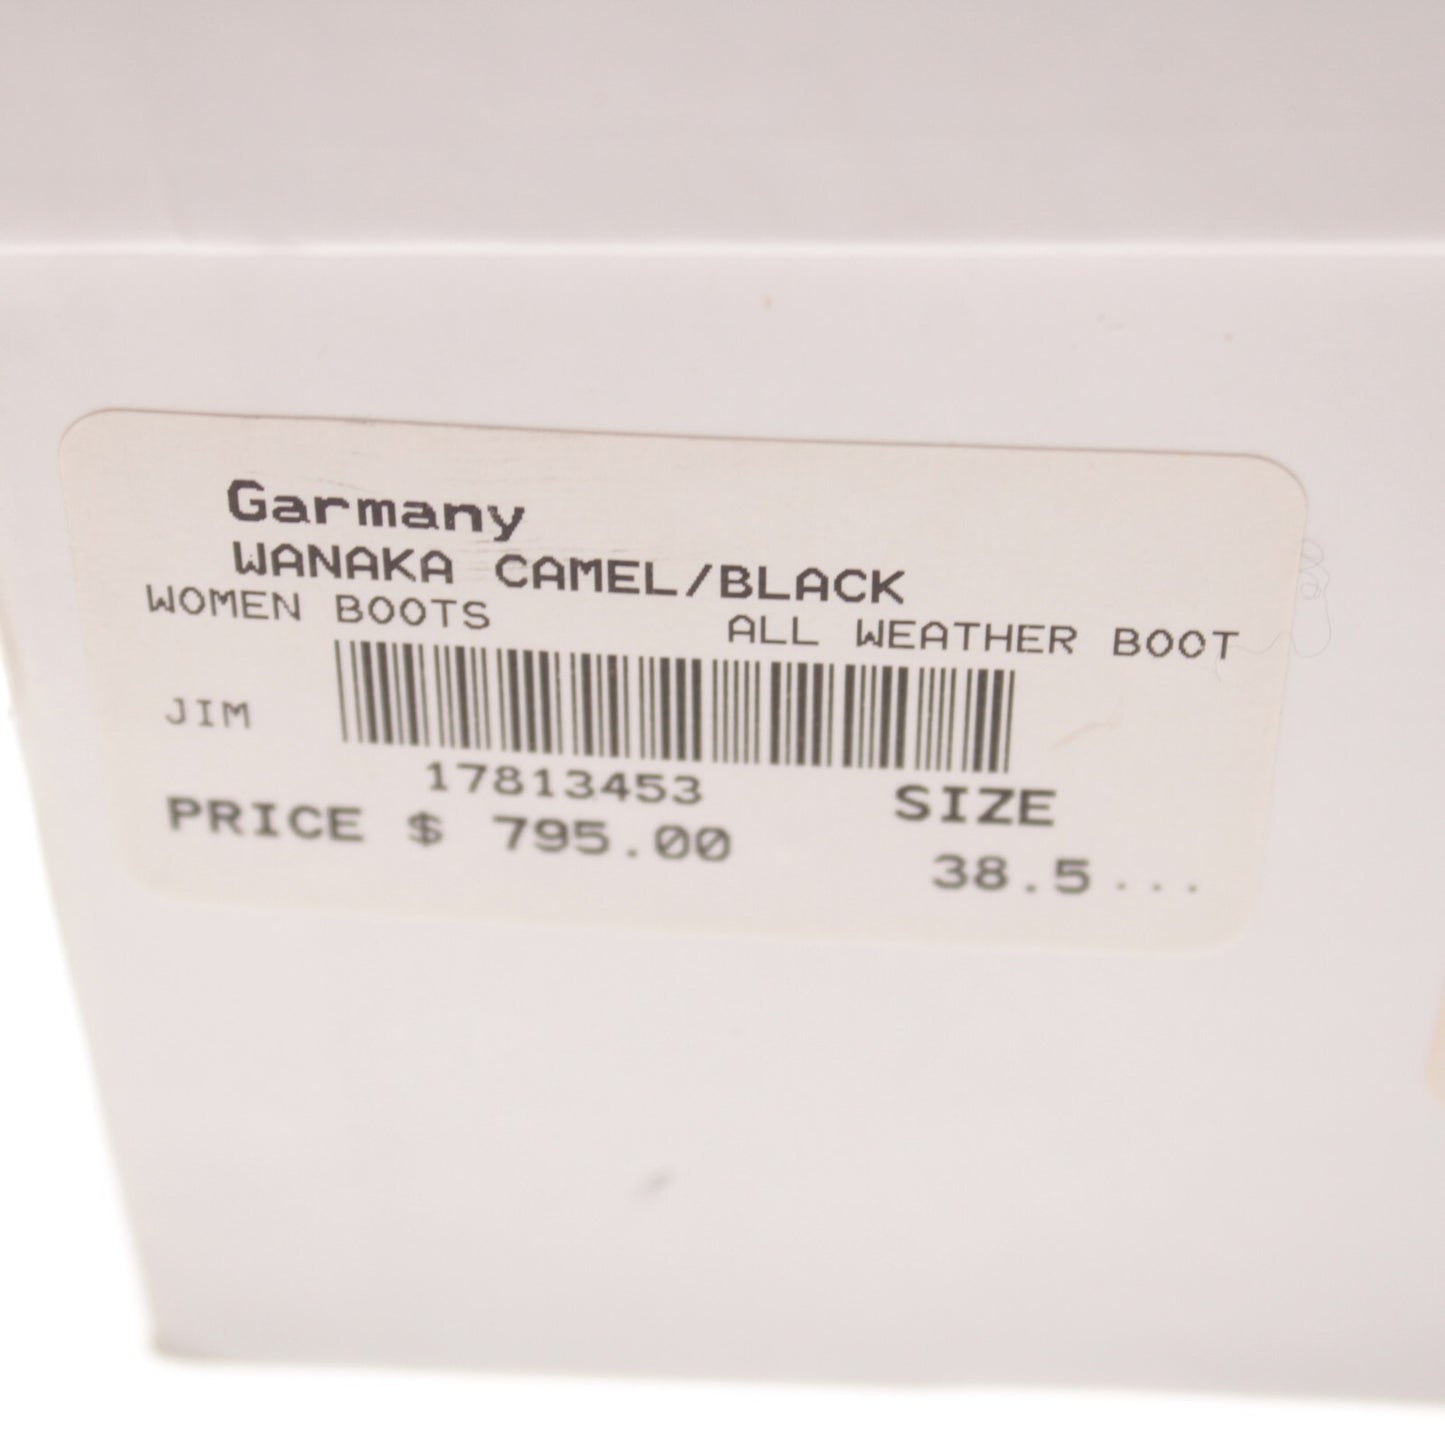 Garmany
WANAKA CAMEL/BLACK
WOMEN BOOTS ALL WEATHER BOOT
JIM
17813453
PRICE $ 795.00 SIZE
38.5...